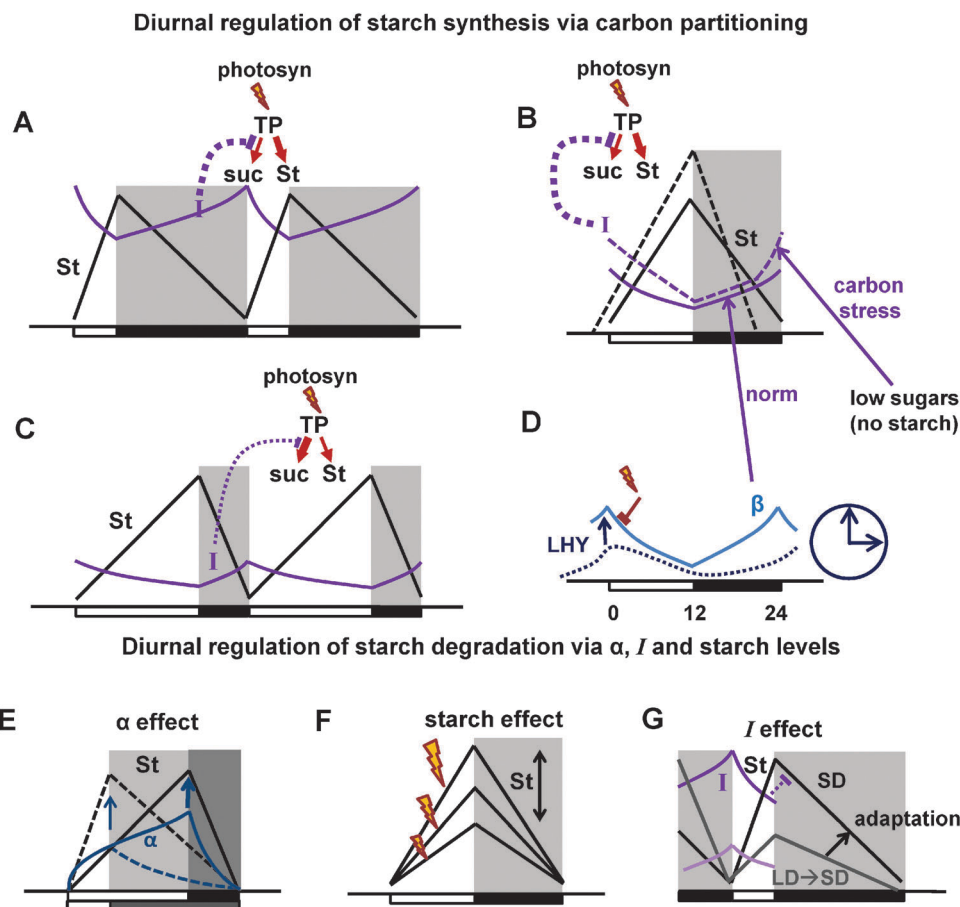 Diurnal regulation of starch synthesis via carbon partitioning
photosyn
A
TP
suc St
I
St
photosyn
B
TP
suc St
I
St
carbon
stress
norm
low sugars
(no starch)
photosyn
C
TP
suc St
St
I
D
β
LHY
0 12 24
Diurnal regulation of starch degradation via α, I and starch levels
E
α effect
St
α
F
starch effect
St
G
I effect
St
I
SD
adaptation
LD→SD